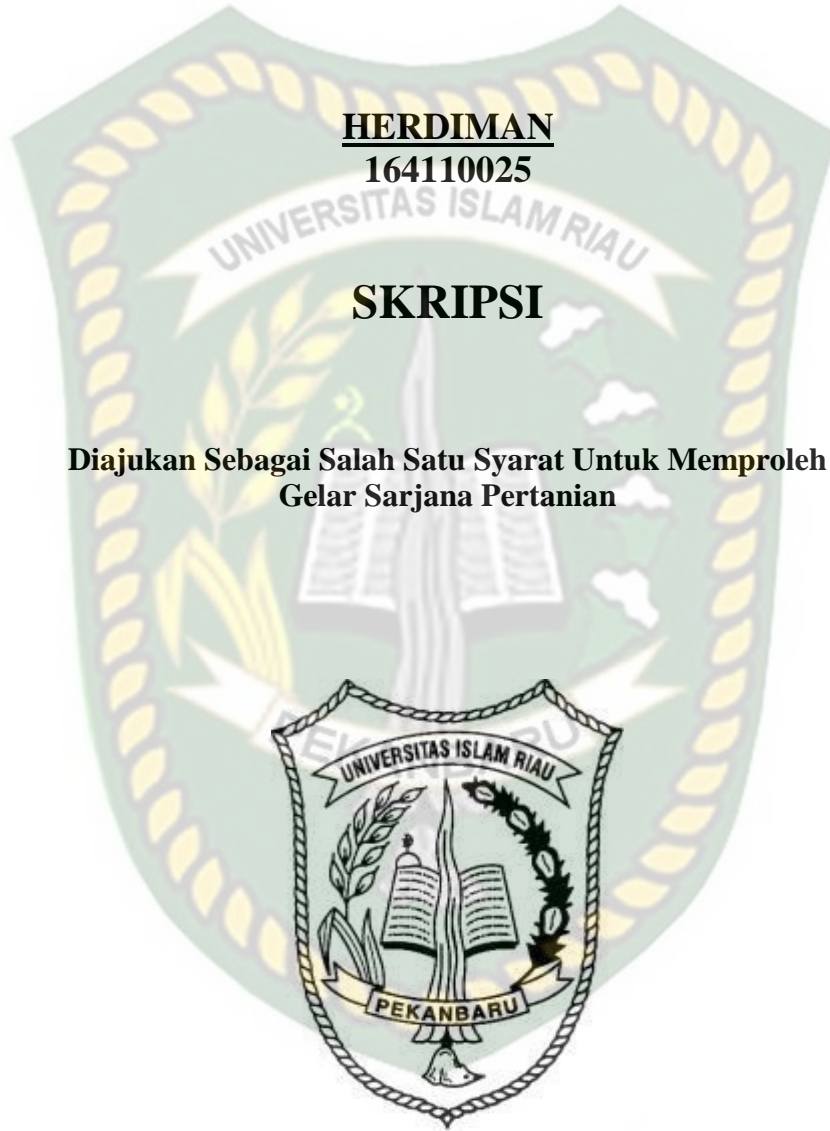 HERDIMAN
164110025
UNIVERSITAS ISLAM RIAU
SKRIPSI
Diajukan Sebagai Salah Satu Syarat Untuk Memproleh
Gelar Sarjana Pertanian
PEKANBARU
UNIVERSITAS ISLAM RIAU
PEKANBARU